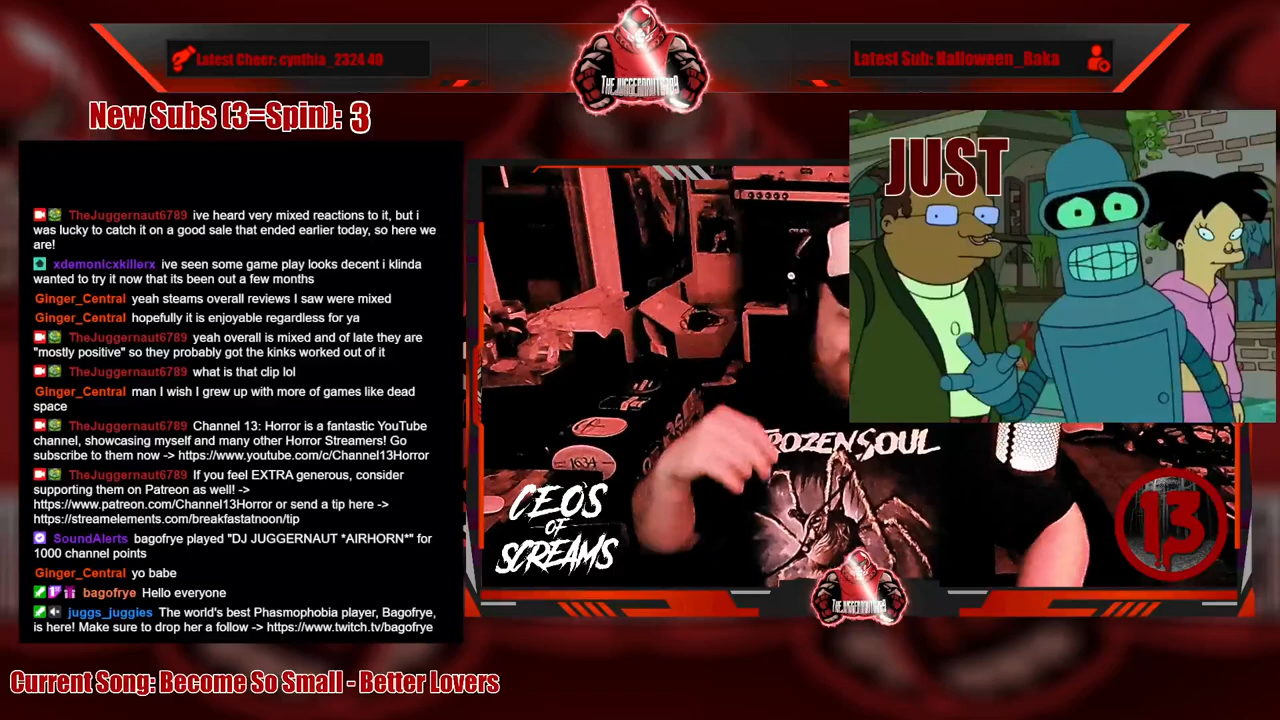 Latest Cheer: cynthia_2324 40
THEJUGGERNAUT6789
Latest Sub: Halloween_Baka
New Subs (3=Spin): 3
JUST
TheJuggernaut6789 ive heard very mixed reactions to it, but i
was lucky to catch it on a good sale that ended earlier today, so here we
are!
xdemonicxkillerx ive seen some game play looks decent i klinda
wanted to try it now that its been out a few months
Ginger_Central yeah steams overall reviews I saw were mixed
Ginger_Central hopefully it is enjoyable regardless for ya
TheJuggernaut6789 yeah overall is mixed and of late they are
"mostly positive" so they probably got the kinks worked out of it
TheJuggernaut6789 what is that clip lol
Ginger_Central man I wish I grew up with more of games like dead
space
TheJuggernaut6789 Channel 13: Horror is a fantastic YouTube
channel, showcasing myself and many other Horror Streamers! Go
subscribe to them now -> https://www.youtube.com/c/Channel13Horror
TheJuggernaut6789 If you feel EXTRA generous, consider
supporting them on Patreon as well! ->
https://www.patreon.com/Channel13Horror or send a tip here ->
https://streamelements.com/breakfastatnoon/tip
SoundAlerts bagofrye played "DJ JUGGERNAUT *AIRHORN*" for
1000 channel points
Ginger_Central yo babe
bagofrye Hello everyone
juggs_juggies The world's best Phasmophobia player, Bagofrye,
is here! Make sure to drop her a follow -> https://www.twitch.tv/bagofrye
FROZEN SOUL
1634
CEO'S
OF
SCREAMS
13
THEJUGGERNAUT6789
Current Song: Become So Small - Better Lovers